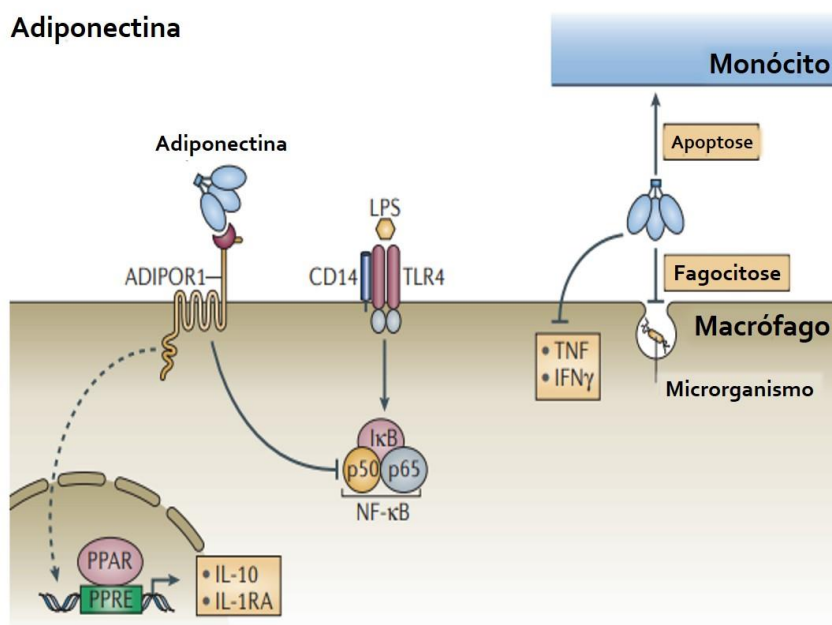 Adiponectina
Monócito
Adiponectina
Apoptose
LPS
ADIPOR1
CD14
TLR4
Fagocitose
Macrófago
• TNF
• IFNγ
Microrganismo
IκB
p50
p65
NF-κB
PPAR
PPRE
• IL-10
• IL-1RA